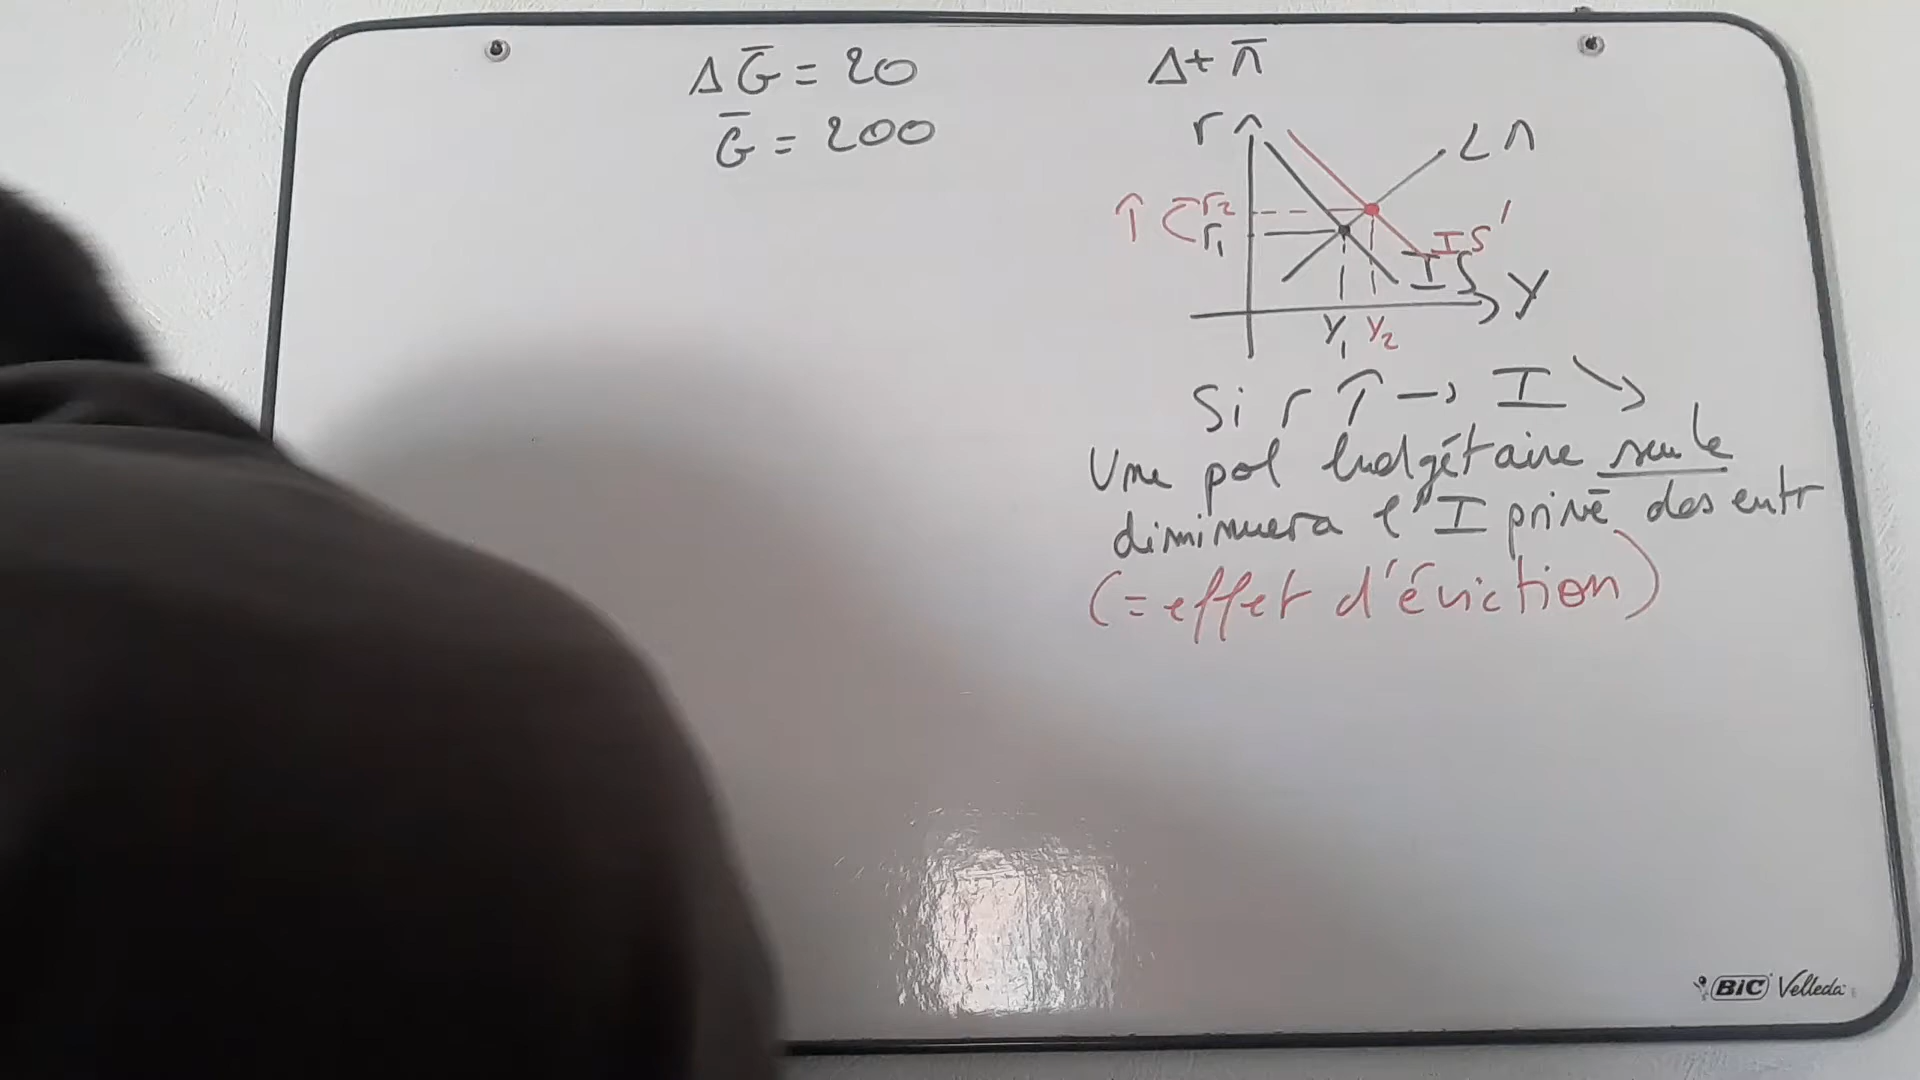 ΔḠ = 20
Ḡ = 200
Δ+ M̄
r
LM
r2
r1
IS'
IS
Y
Y1 Y2
Si r ↑ → I ↘
Une pol budgétaire seule
diminuera l'I privé des entr
(= effet d'éviction)
BIC Velleda